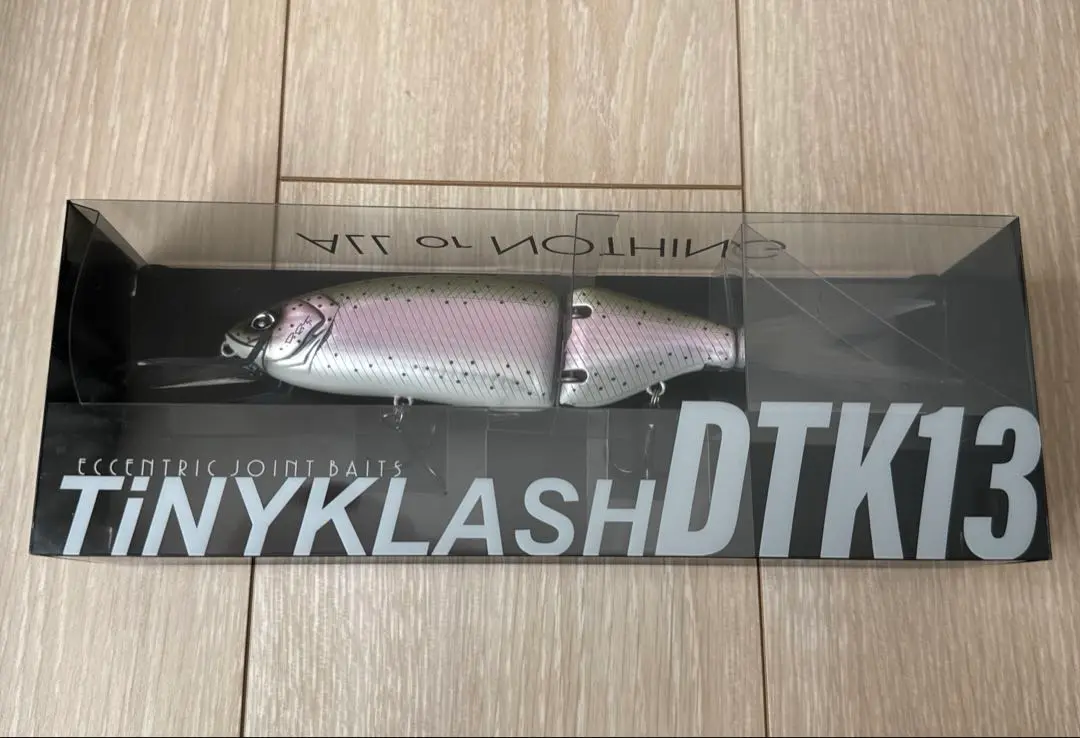 ALL or NOTHING
ECCENTRIC JOINT BAITS
TiNYKLASH DTK13